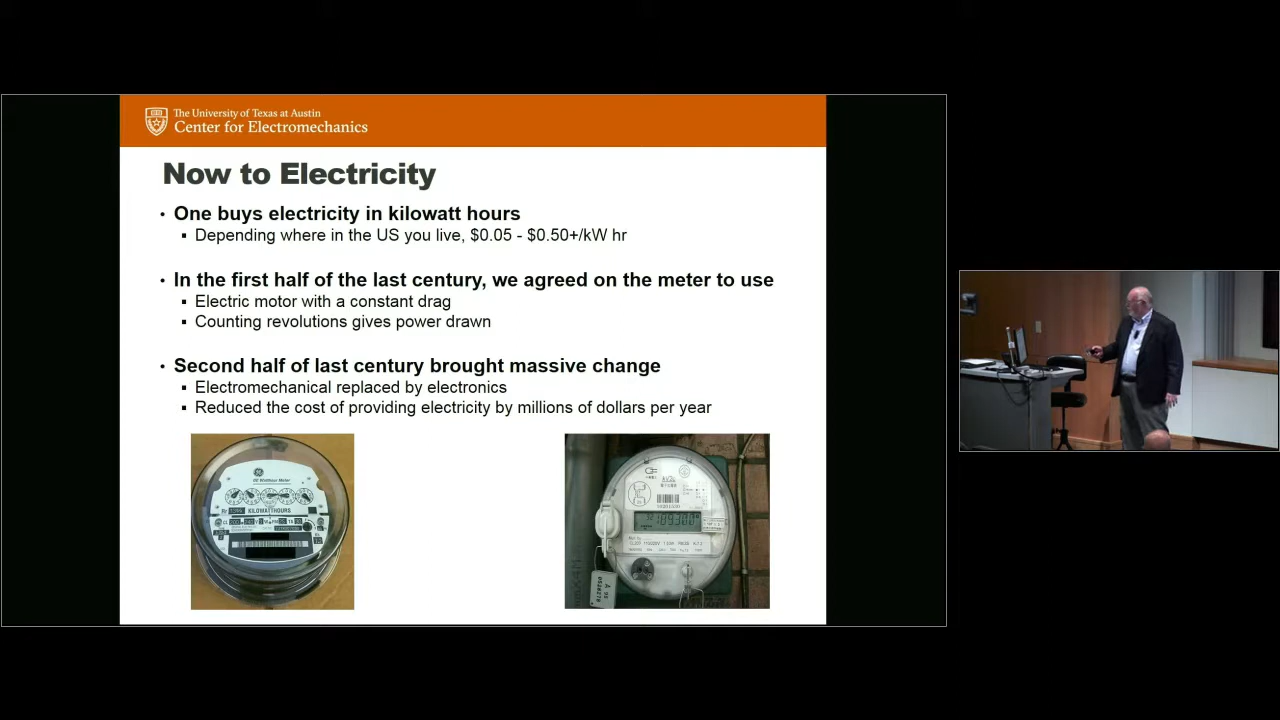 The University of Texas at Austin
Center for Electromechanics
Now to Electricity
• One buys electricity in kilowatt hours
▪ Depending where in the US you live, $0.05 - $0.50+/kW hr
• In the first half of the last century, we agreed on the meter to use
▪ Electric motor with a constant drag
▪ Counting revolutions gives power drawn
• Second half of last century brought massive change
▪ Electromechanical replaced by electronics
▪ Reduced the cost of providing electricity by millions of dollars per year
KILOWATTHOURS